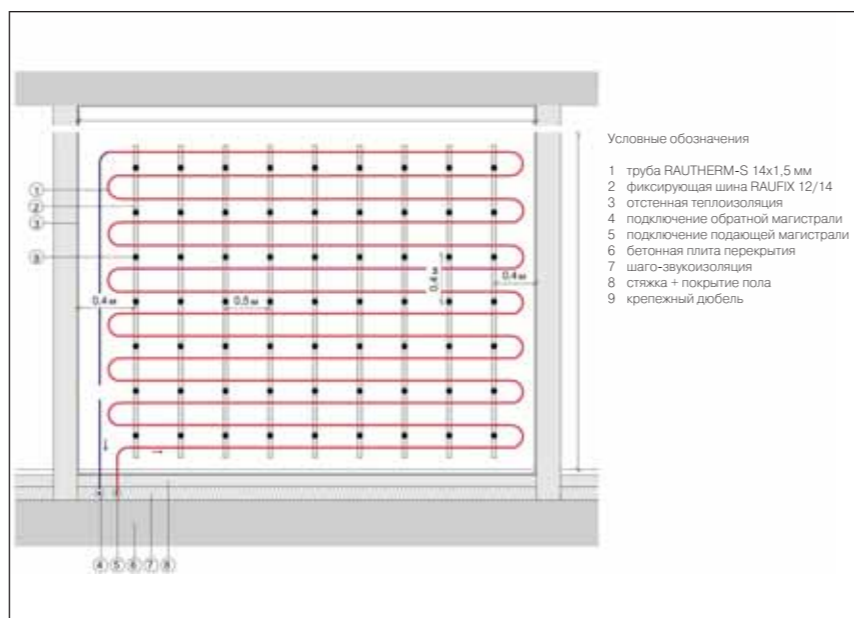 Условные обозначения
1 труба RAUTHERM-S 14x1,5 мм
2 фиксирующая шина RAUFIX 12/14
3 отстенная теплоизоляция
4 подключение обратной магистрали
5 подключение подающей магистрали
6 бетонная плита перекрытия
7 шаго-звукоизоляция
8 стяжка + покрытие пола
9 крепежный дюбель
1
2
3
9
0,4 м
0,5 м
0,4 м
0,4 м
4 5 6 7 8